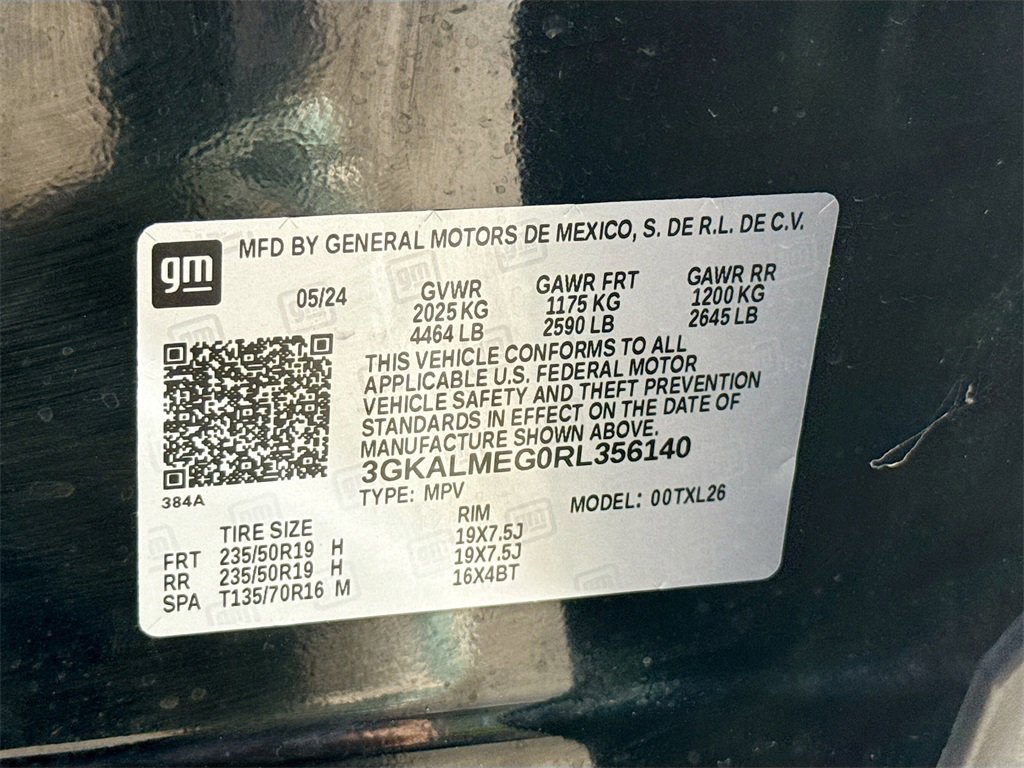 gm
MFD BY GENERAL MOTORS DE MEXICO, S. DE R.L. DE C.V.
05/24 GVWR GAWR FRT GAWR RR
2025 KG 1175 KG 1200 KG
4464 LB 2590 LB 2645 LB
THIS VEHICLE CONFORMS TO ALL
APPLICABLE U.S. FEDERAL MOTOR
VEHICLE SAFETY AND THEFT PREVENTION
STANDARDS IN EFFECT ON THE DATE OF
MANUFACTURE SHOWN ABOVE.
3GKALMEG0RL356140
384A
TYPE: MPV MODEL: 00TXL26
TIRE SIZE RIM
FRT 235/50R19 H 19X7.5J
RR 235/50R19 H 19X7.5J
SPA T135/70R16 M 16X4BT